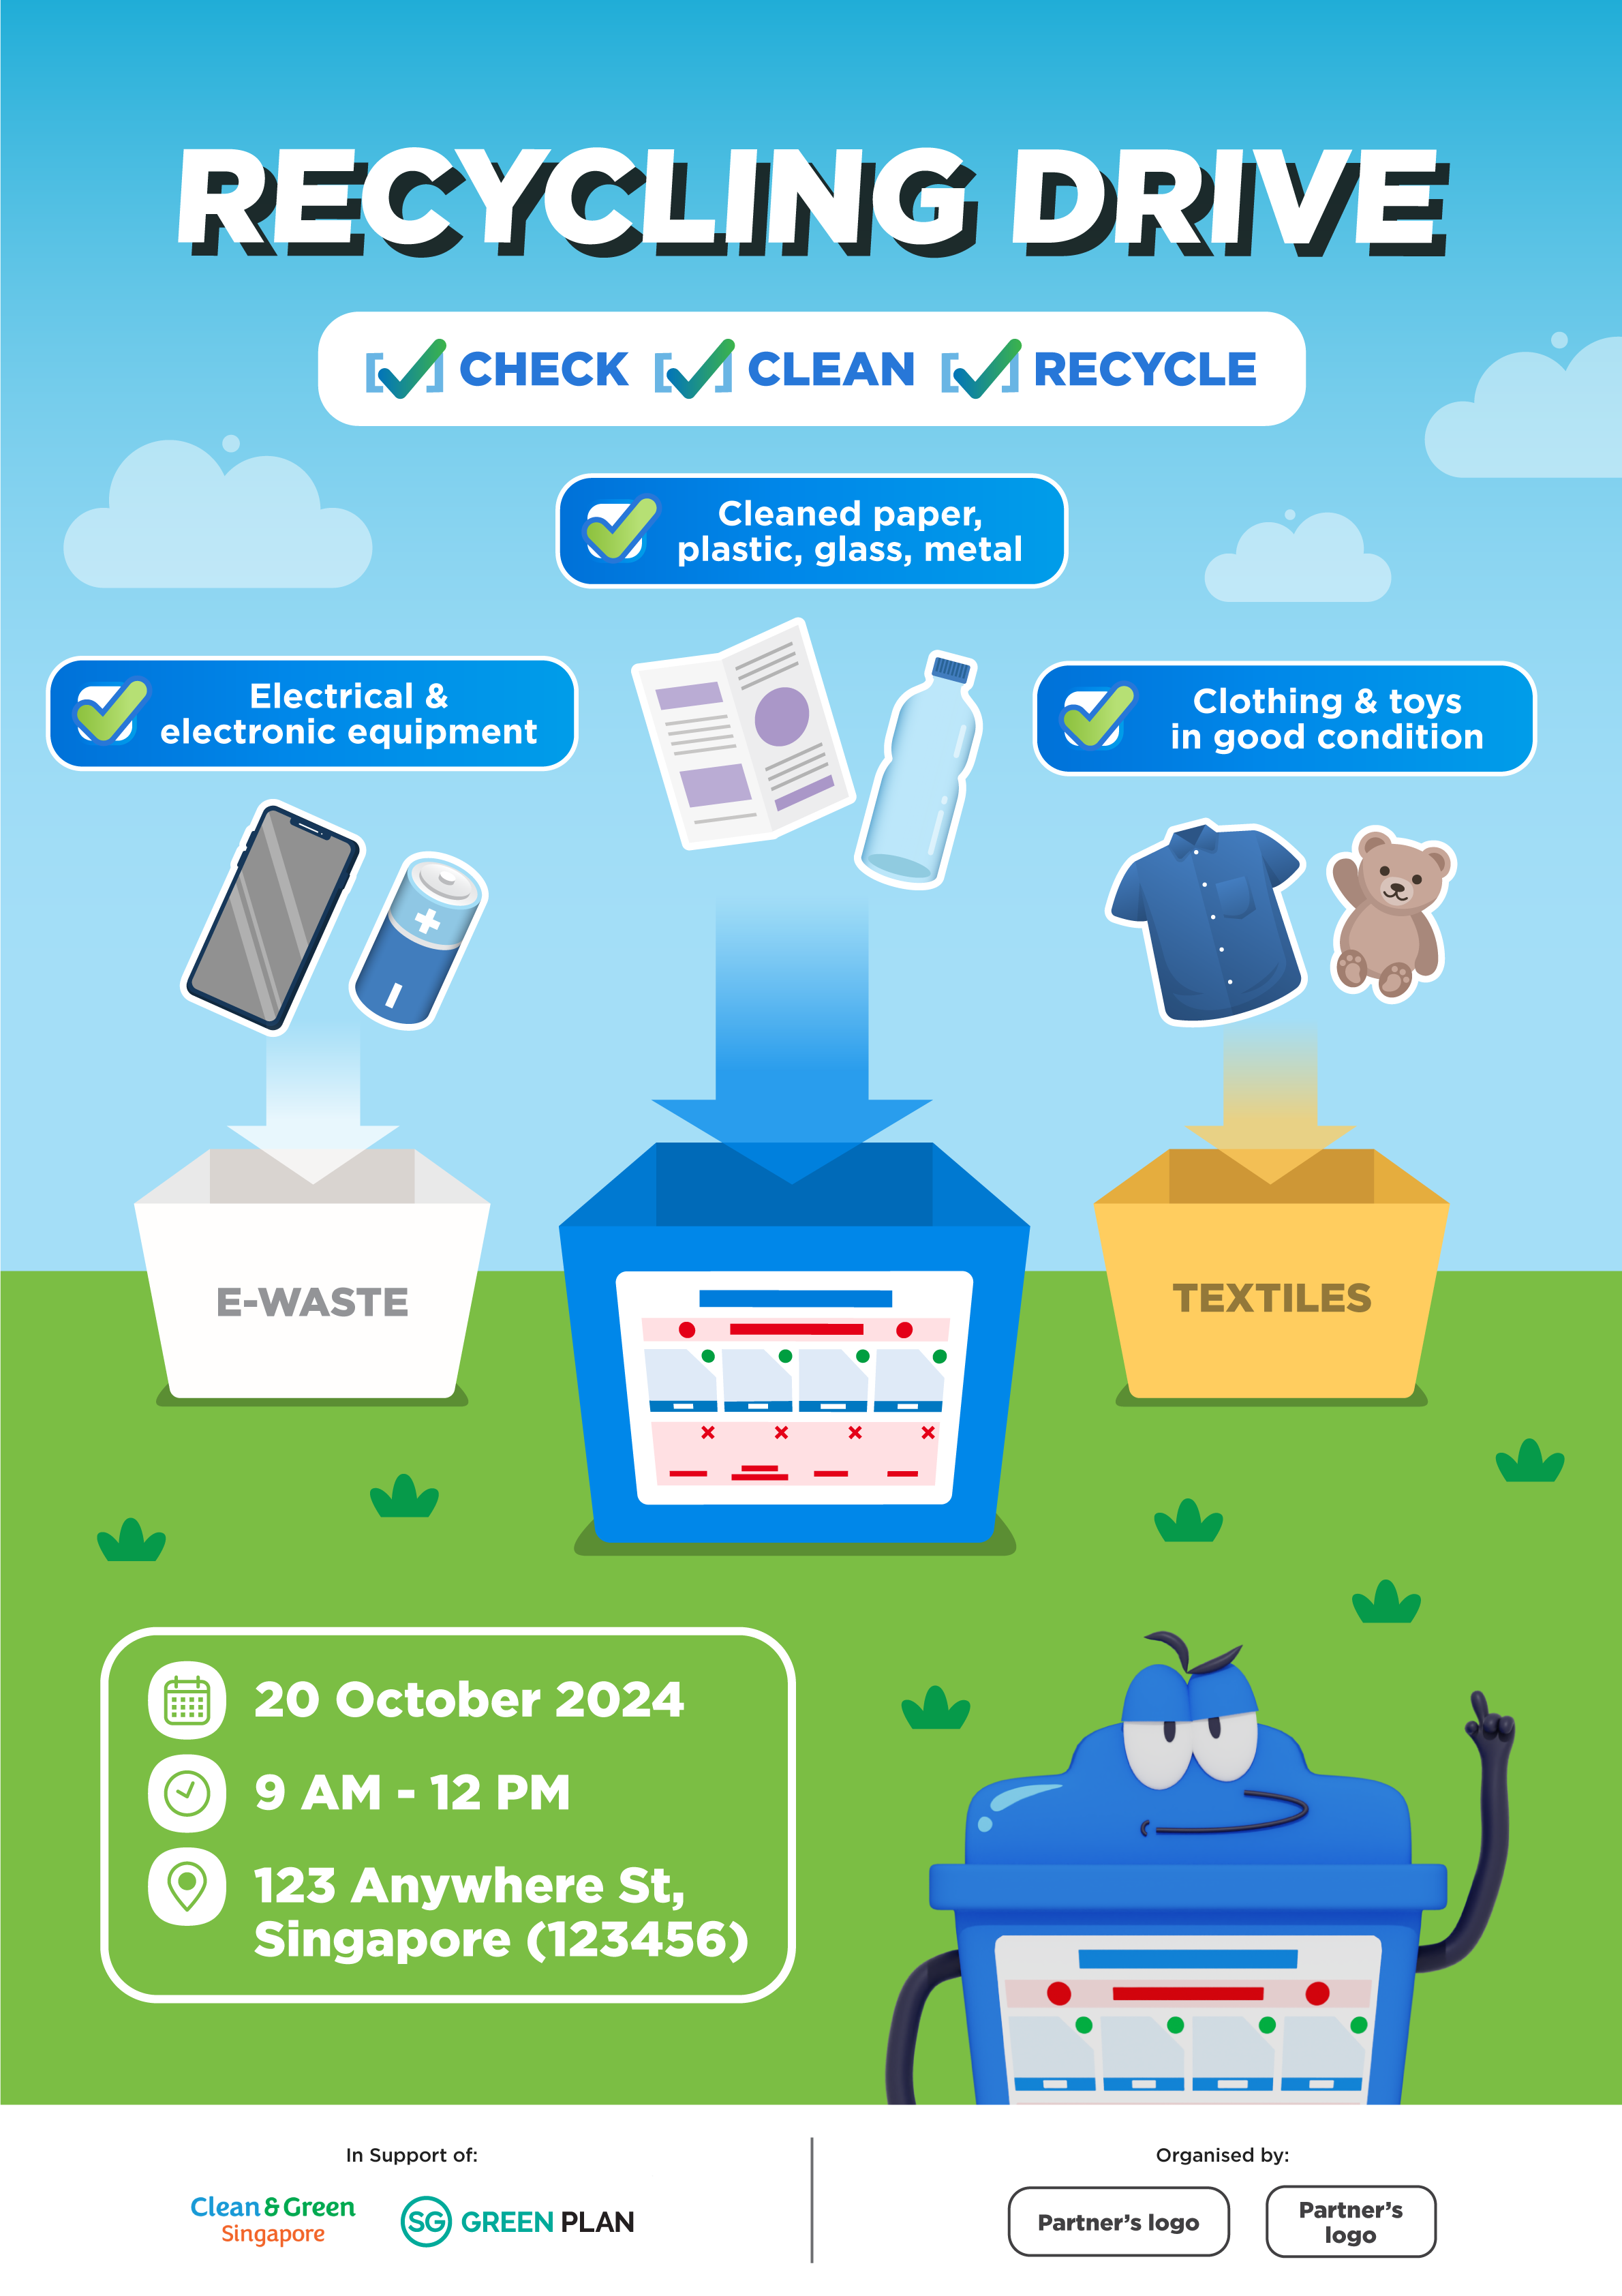 RECYCLING DRIVE
CHECK CLEAN RECYCLE
Cleaned paper,
plastic, glass, metal
Electrical &
electronic equipment
Clothing & toys
in good condition
E-WASTE
TEXTILES
20 October 2024
9 AM - 12 PM
123 Anywhere St,
Singapore (123456)
In Support of:
Clean & Green
Singapore
SG GREEN PLAN
Organised by:
Partner's logo
Partner's
logo